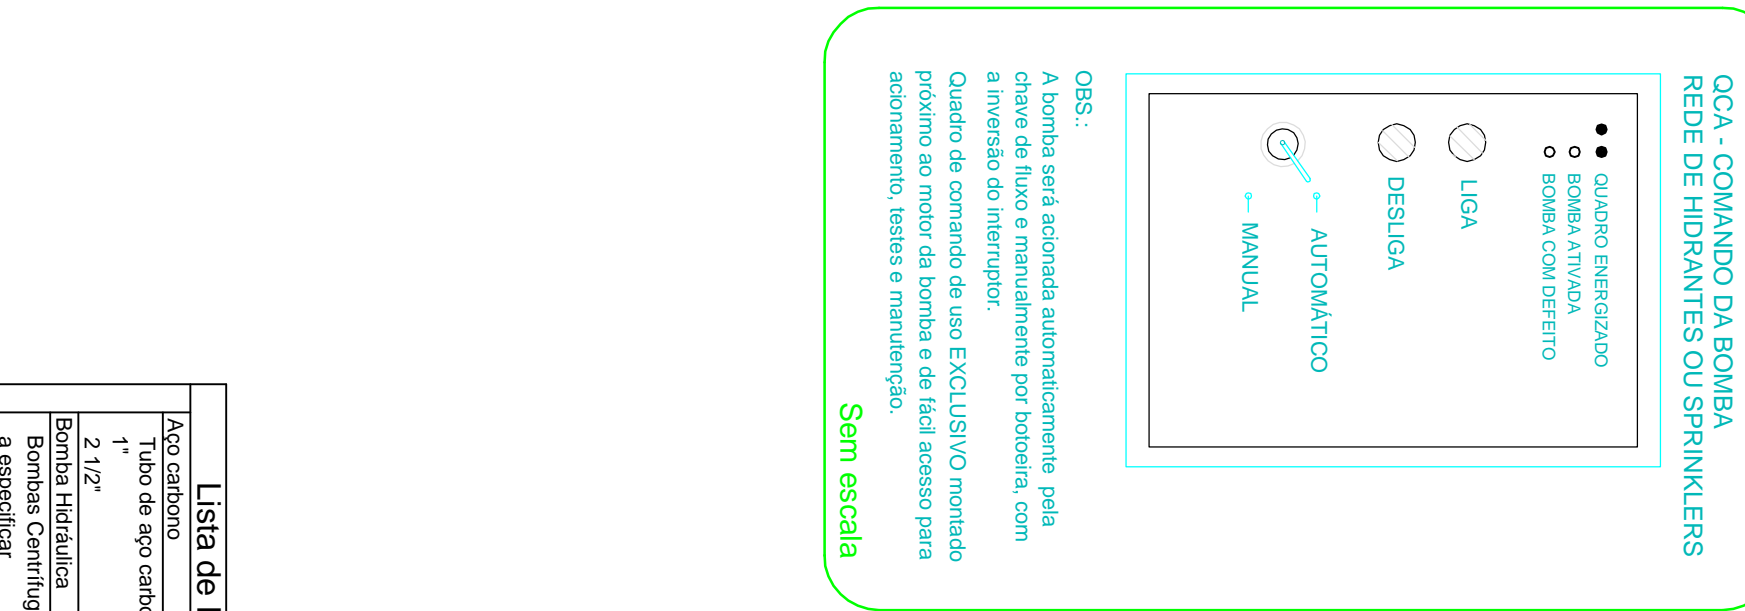 QCA - COMANDO DA BOMBA
REDE DE HIDRANTES OU SPRINKLERS
QUADRO ENERGIZADO
BOMBA ATIVADA
BOMBA COM DEFEITO
LIGA
DESLIGA
AUTOMÁTICO
MANUAL
OBS.:
A bomba será acionada automaticamente pela
chave de fluxo e manualmente por botoeira, com
a inversão do interruptor.
Quadro de comando de uso EXCLUSIVO montado
próximo ao motor da bomba e de fácil acesso para
acionamento, testes e manutenção.
Sem escala
Lista de
Aço carbono
Tubo de aço carbo
1"
2 1/2"
Bomba Hidráulica
Bombas Centrífug
a especificar